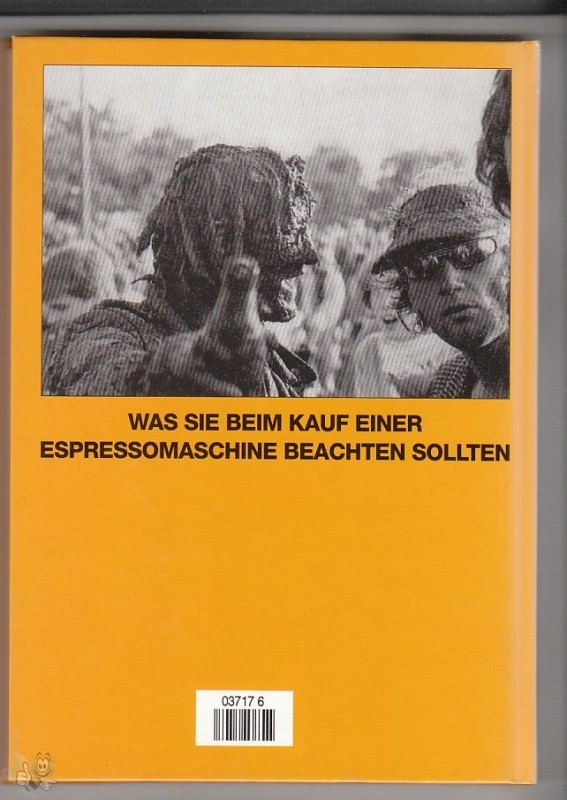 WAS SIE BEIM KAUF EINER
ESPRESSOMASCHINE BEACHTEN SOLLTEN
03717 6